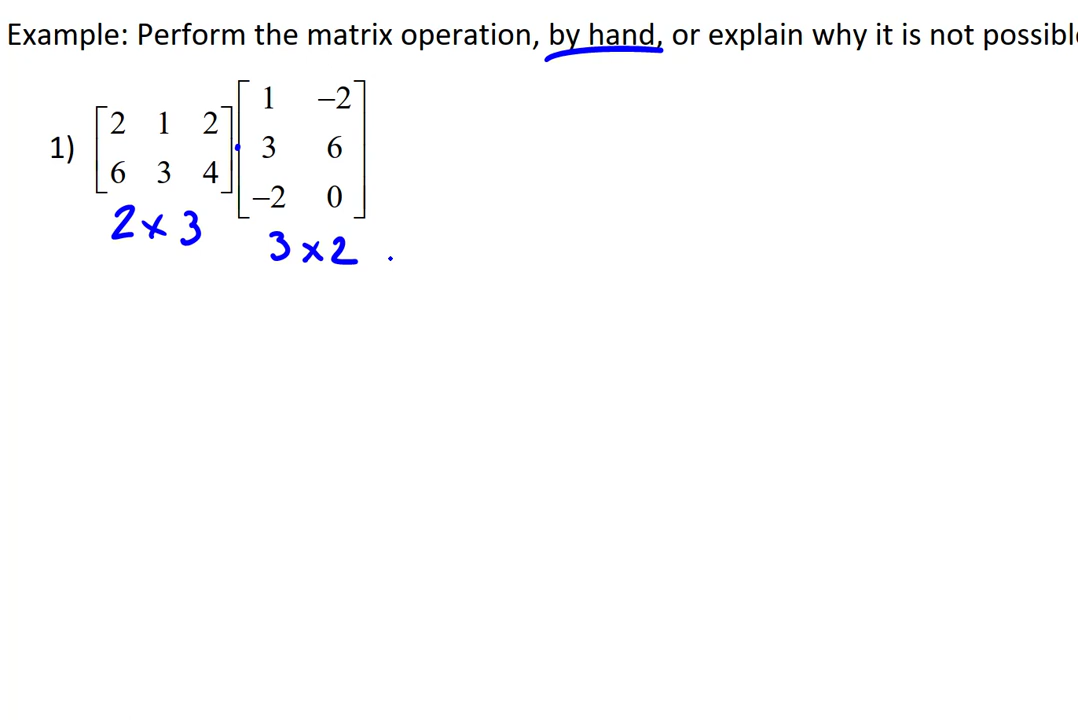 Example: Perform the matrix operation, by hand, or explain why it is not possibl
1) [2 1 2; 6 3 4] · [1 −2; 3 6; −2 0]
2 × 3
3 × 2 .